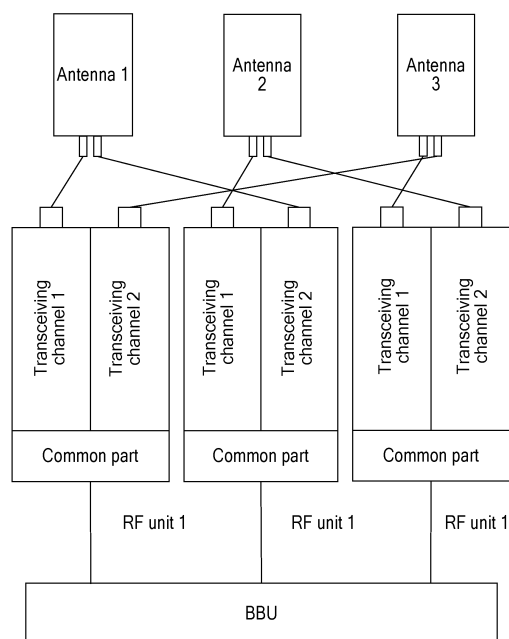 Antenna 1
Antenna
2
Antenna
3
Transceiving
channel 1
Transceiving
channel 2
Transceiving
channel 1
Transceiving
channel 2
Transceiving
channel 1
Transceiving
channel 2
Common part
Common part
Common part
RF unit 1
RF unit 1
RF unit 1
BBU